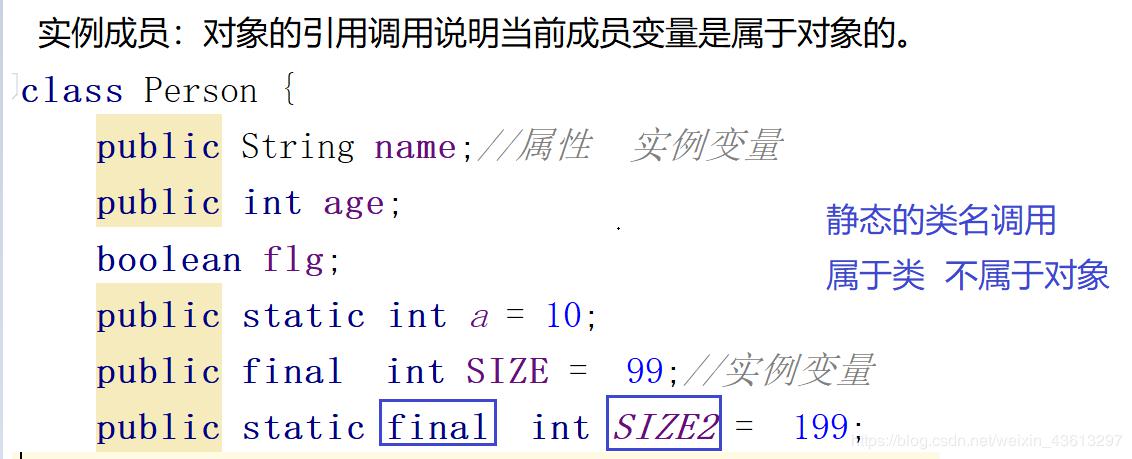 实例成员：对象的引用调用说明当前成员变量是属于对象的。
class Person {
public String name;//属性  实例变量
public int age;
boolean flg;
静态的类名调用
属于类 不属于对象
public static int a = 10;
public final  int SIZE =  99;//实例变量
public static final  int SIZE2 =  199;
https://blog.csdn.net/weixin_43613297